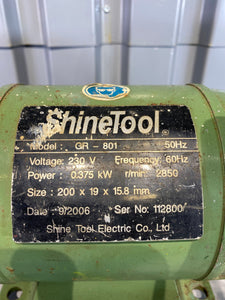 ShineTool
Model: GR - 801 50Hz
Voltage: 230 V Frequency: 60Hz
Power : 0.375 kW r/min: 2850
Size : 200 x 19 x 15.8 mm
Date : 9/2006 Ser No: 112800
Shine Tool Electric Co., Ltd